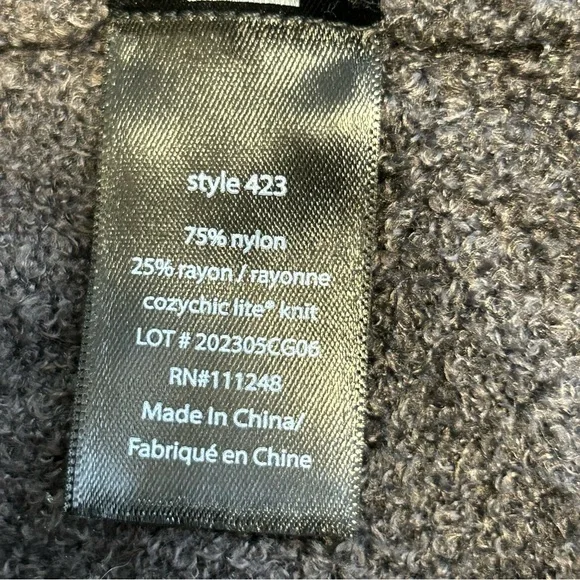 style 423
75% nylon
25% rayon / rayonne
cozychic lite® knit
LOT # 202305CG06
RN#111248
Made In China/
Fabriqué en Chine